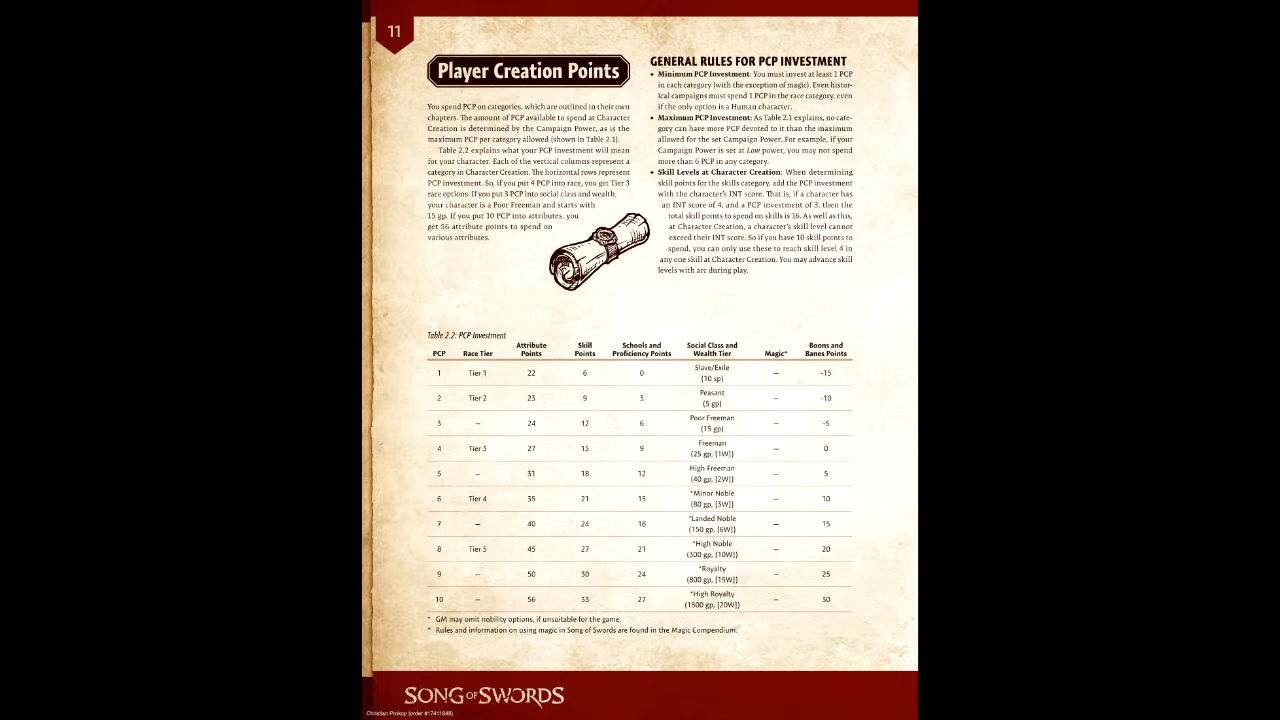 11
Player Creation Points
You spend PCP on categories, which are outlined in their own
chapters. The amount of PCP available to spend at Character
Creation is determined by the Campaign Power, as is the
maximum PCP per category allowed (shown in Table 2.1).
Table 2.2 explains what your PCP investment will mean
for your character. Each of the vertical columns represent a
category in Character Creation. The horizontal rows represent
PCP investment. So, if you put 4 PCP into race, you get Tier 3
race options. If you put 3 PCP into social class and wealth,
your character is a Poor Freeman and starts with
15 gp. If you put 10 PCP into attributes, you
get 56 attribute points to spend on
various attributes.
GENERAL RULES FOR PCP INVESTMENT
• Minimum PCP Investment: You must invest at least 1 PCP
in each category (with the exception of magic). Even histor-
ical campaigns must spend 1 PCP in the race category, even
if the only option is a Human character.
• Maximum PCP Investment: As Table 2.1 explains, no cate-
gory can have more PCP devoted to it than the maximum
allowed for the set Campaign Power. For example, if your
Campaign Power is set at Low power, you may not spend
more than 6 PCP in any category.
• Skill Levels at Character Creation: When determining
skill points for the skills category, add the PCP investment
with the character's INT score. That is, if a character has
an INT score of 4, and a PCP investment of 3, then the
total skill points to spend on skills is 16. As well as this,
at Character Creation, a character's skill level cannot
exceed their INT score. So if you have 10 skill points to
spend, you can only use these to reach skill level 4 in
any one skill at Character Creation. You may advance skill
levels with arc during play.
Table 2.2: PCP Investment
PCP Race Tier Attribute Points Skill Points Schools and Proficiency Points Social Class and Wealth Tier Magic^ Boons and Banes Points
1 Tier 1 22 6 0 Slave/Exile (10 sp) — -15
2 Tier 2 23 9 3 Peasant (5 gp) — -10
3 — 24 12 6 Poor Freeman (15 gp) — -5
4 Tier 3 27 15 9 Freeman (25 gp, [1W]) — 0
5 — 31 18 12 High Freeman (40 gp, [2W]) — 5
6 Tier 4 35 21 15 *Minor Noble (80 gp, [3W]) — 10
7 — 40 24 18 *Landed Noble (150 gp, [6W]) — 15
8 Tier 5 45 27 21 *High Noble (300 gp, [10W]) — 20
9 — 50 30 24 *Royalty (800 gp, [15W]) — 25
10 — 56 33 27 *High Royalty (1500 gp, [20W]) — 30
* GM may omit nobility options, if unsuitable for the game.
^ Rules and information on using magic in Song of Swords are found in the Magic Compendium.
SONG OF SWORDS
Christian Prokop (order #17411648)